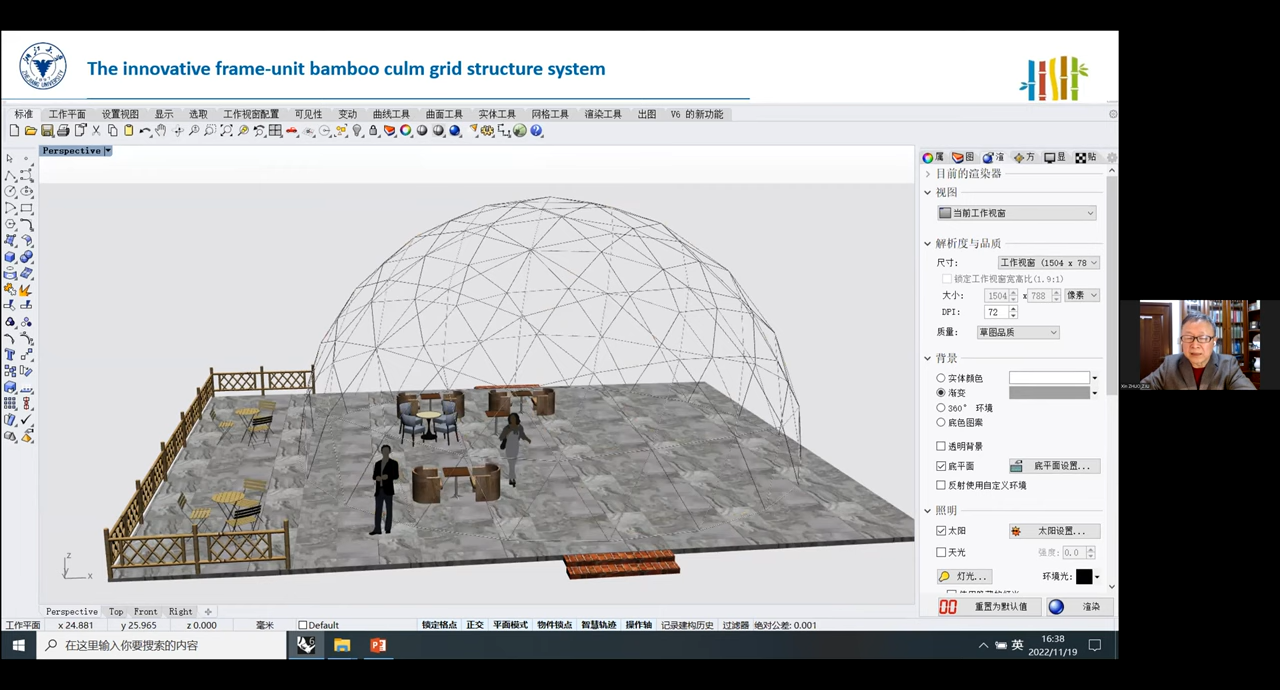 The innovative frame-unit bamboo culm grid structure system
ZHEJIANG UNIVERSITY
标准 工作平面 设置视图 显示 选取 工作视窗配置 可见性 变动 曲线工具 曲面工具 实体工具 网格工具 渲染工具 出图 V6 的新功能
Perspective
属 图 渲 方 显 贴
目前的渲染器
视图
当前工作视窗
解析度与品质
尺寸: 工作视窗 (1504 x 78
锁定工作视窗宽高比(1.9:1)
大小: 1504 x 788 像素
DPI: 72
质量: 草图品质
背景
实体颜色
渐变
360° 环境
底色图案
透明背景
底平面 底平面设置...
反射使用自定义环境
照明
太阳 太阳设置...
天光 强度: 0.0
灯光... 环境光:
重置为默认值 渲染
z
x
Perspective Top Front Right
工作平面 x 24.881 y 25.965 z 0.000 毫米 Default 锁定格点 正交 平面模式 物件锁点 智慧轨迹 操作轴 记录建构历史 过滤器 绝对公差: 0.001
在这里输入你要搜索的内容
英
16:38
2022/11/19